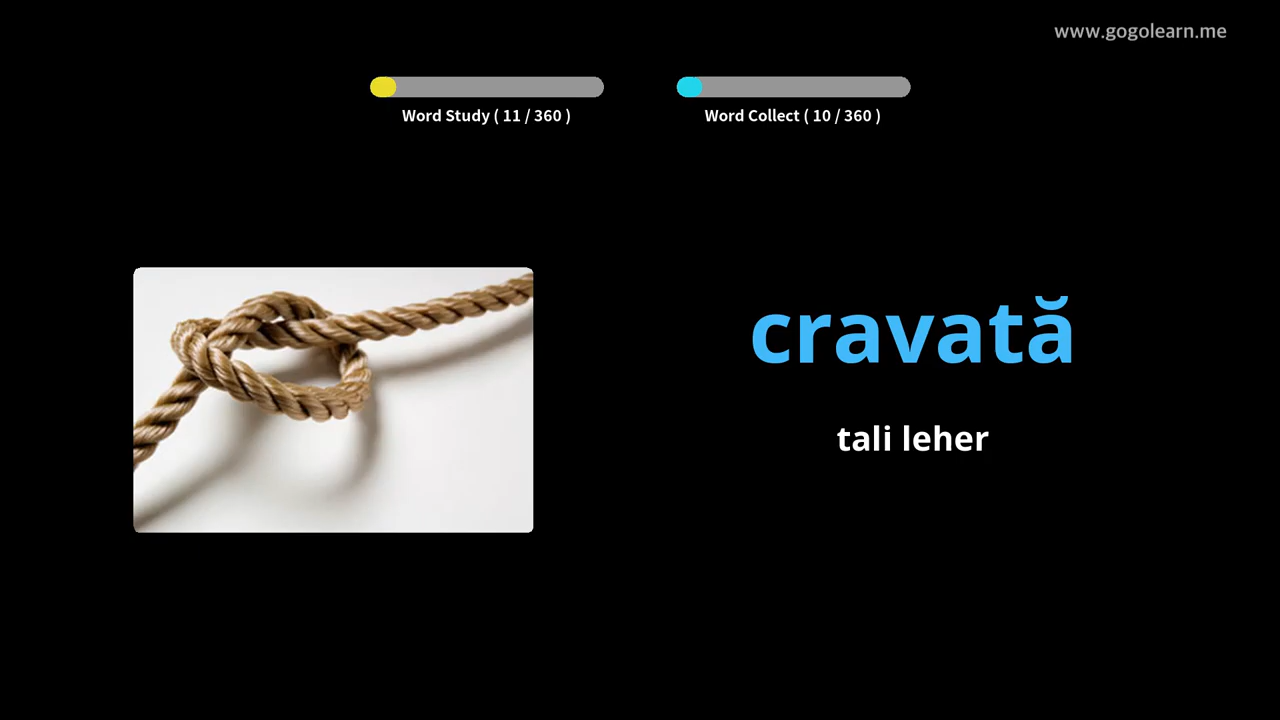 www.gogolearn.me
Word Study ( 11 / 360 )
Word Collect ( 10 / 360 )
cravată
tali leher